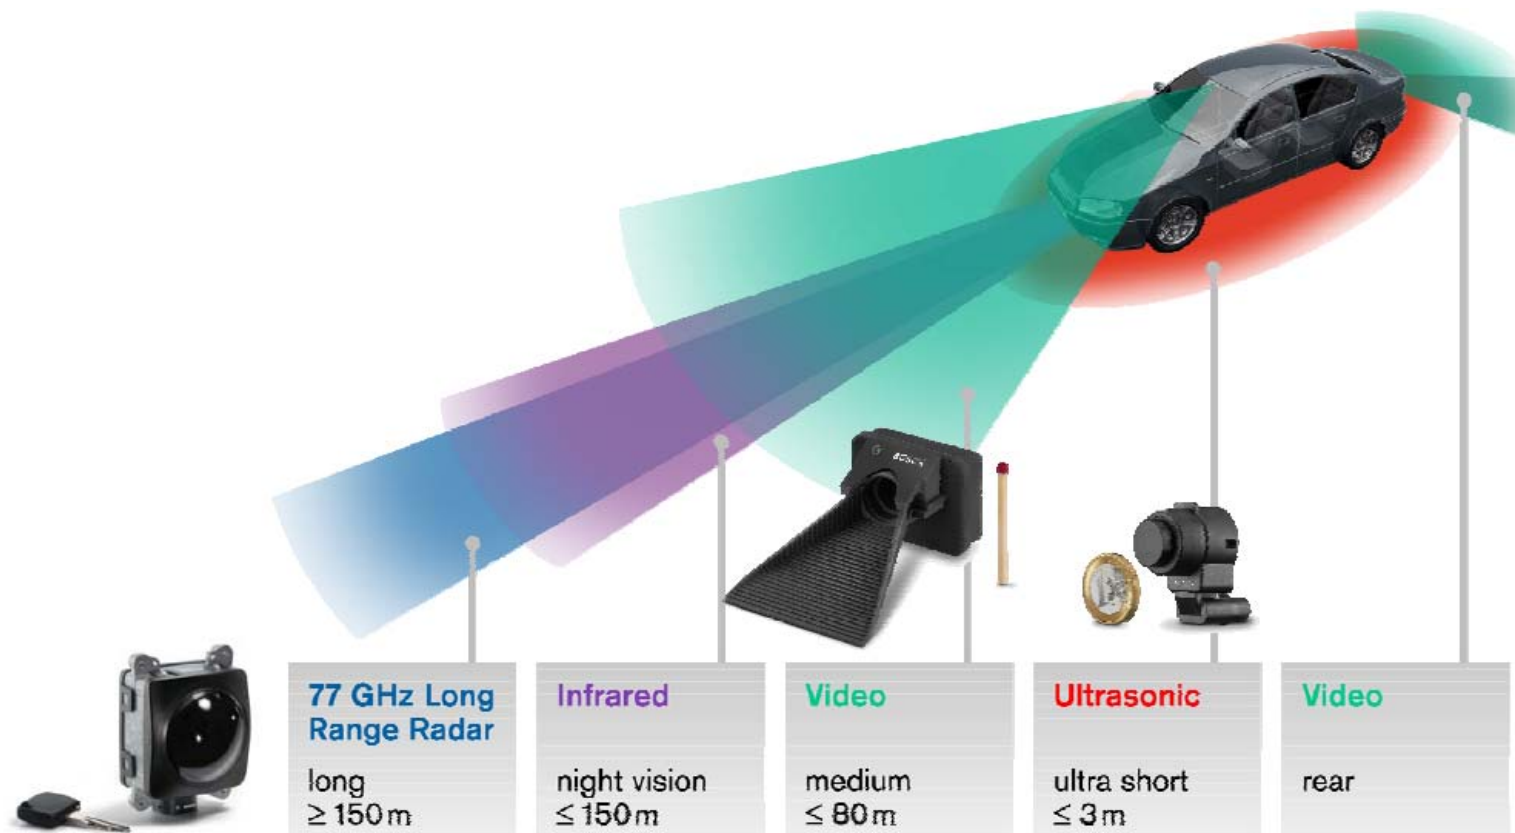 BOSCH
77 GHz Long
Range Radar
long
≥ 150 m
Infrared
night vision
≤ 150 m
Video
medium
≤ 80 m
Ultrasonic
ultra short
≤ 3 m
Video
rear